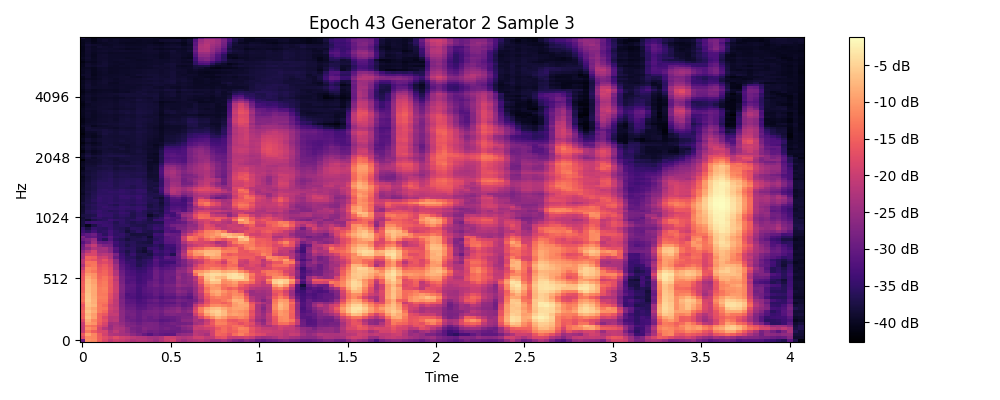 Epoch 43 Generator 2 Sample 3
Hz
4096
2048
1024
512
0
0
0.5
1
1.5
2
2.5
3
3.5
4
Time
-5 dB
-10 dB
-15 dB
-20 dB
-25 dB
-30 dB
-35 dB
-40 dB